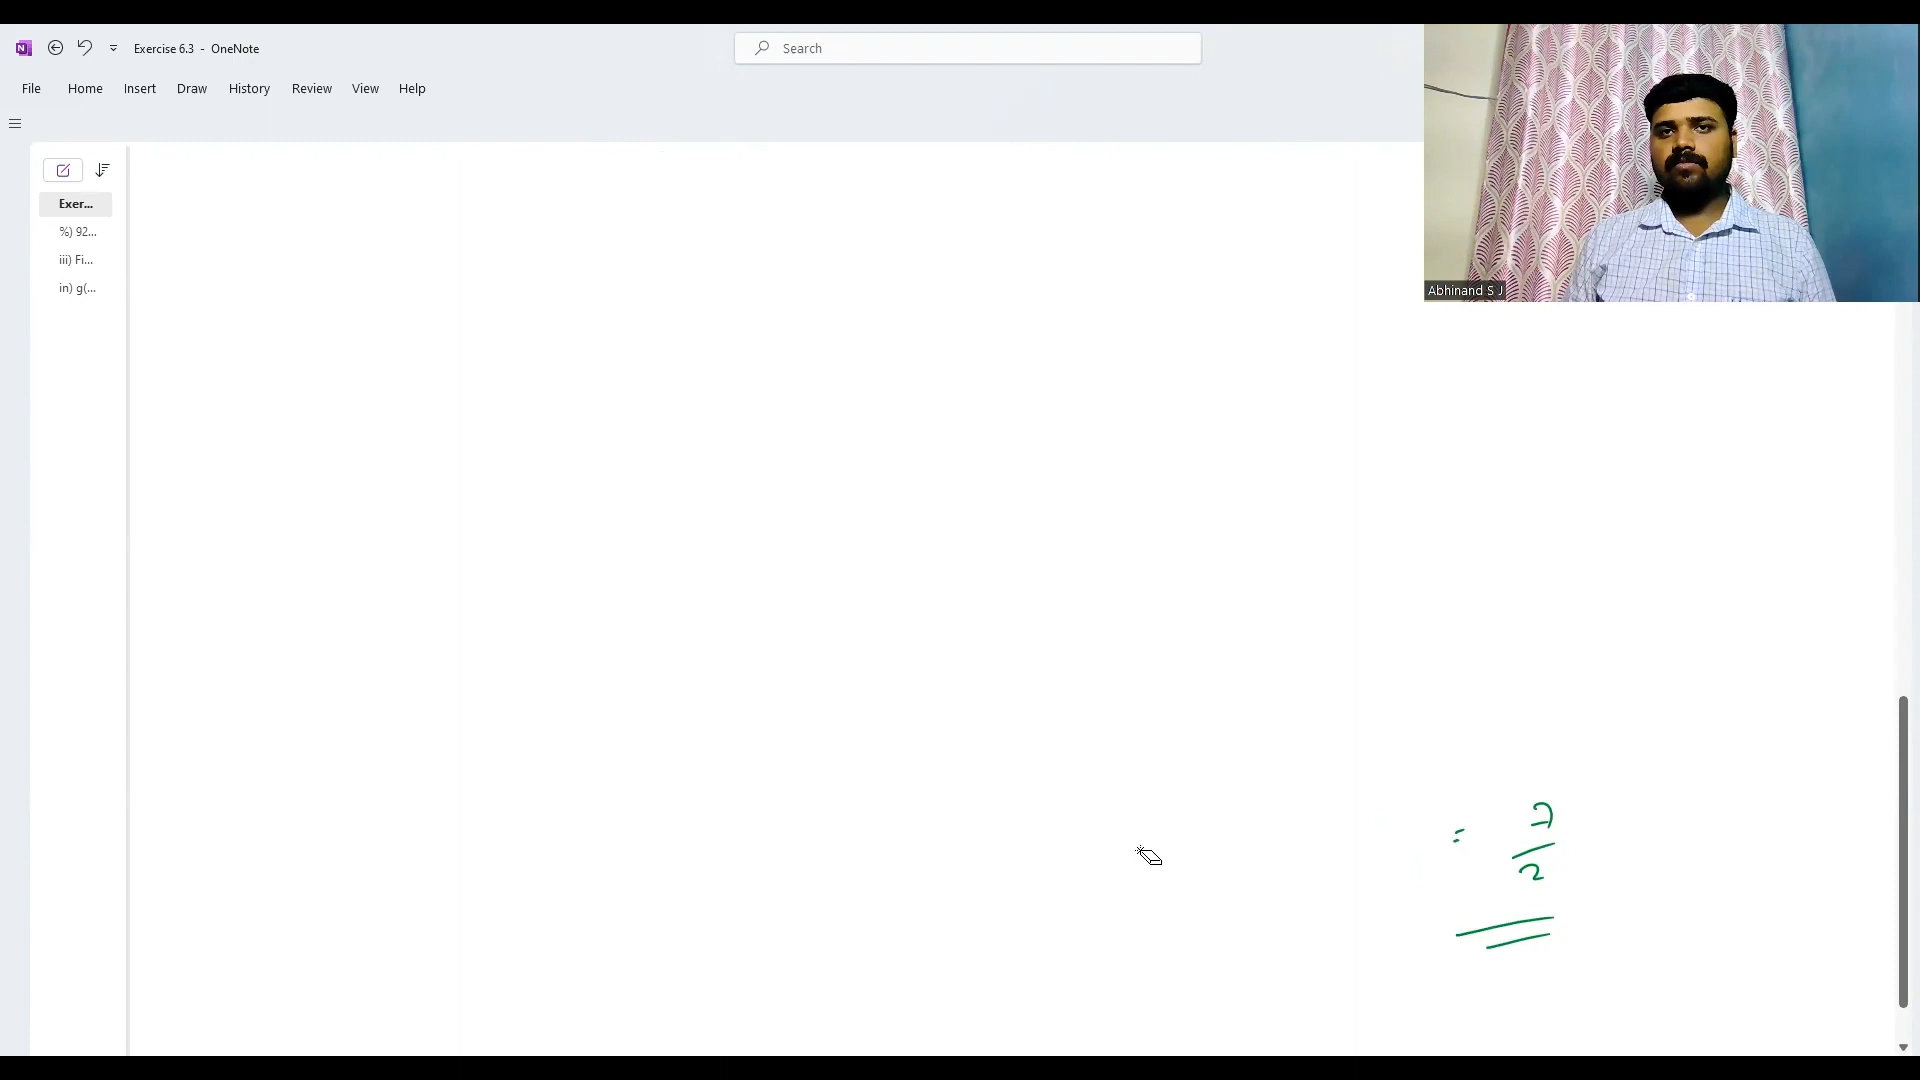 Exercise 6.3 - OneNote
Search
File Home Insert Draw History Review View Help
Exer...
%) 92...
iii) Fi...
in) g(...
Abhinand S J
= 7/2